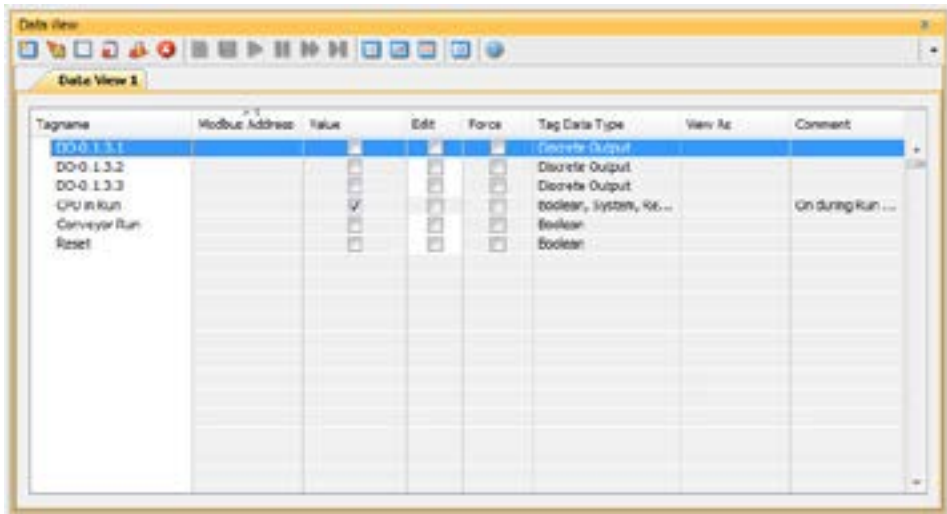 Data View
Data View 1
Tagname Modbus Address Value Edit Force Tag Data Type View As Comment
DO-0.1.3.1 Discrete Output
DO-0.1.3.2 Discrete Output
DO-0.1.3.3 Discrete Output
CPU in Run Boolean, System, Re... On during Run ...
Conveyor Run Boolean
Reset Boolean